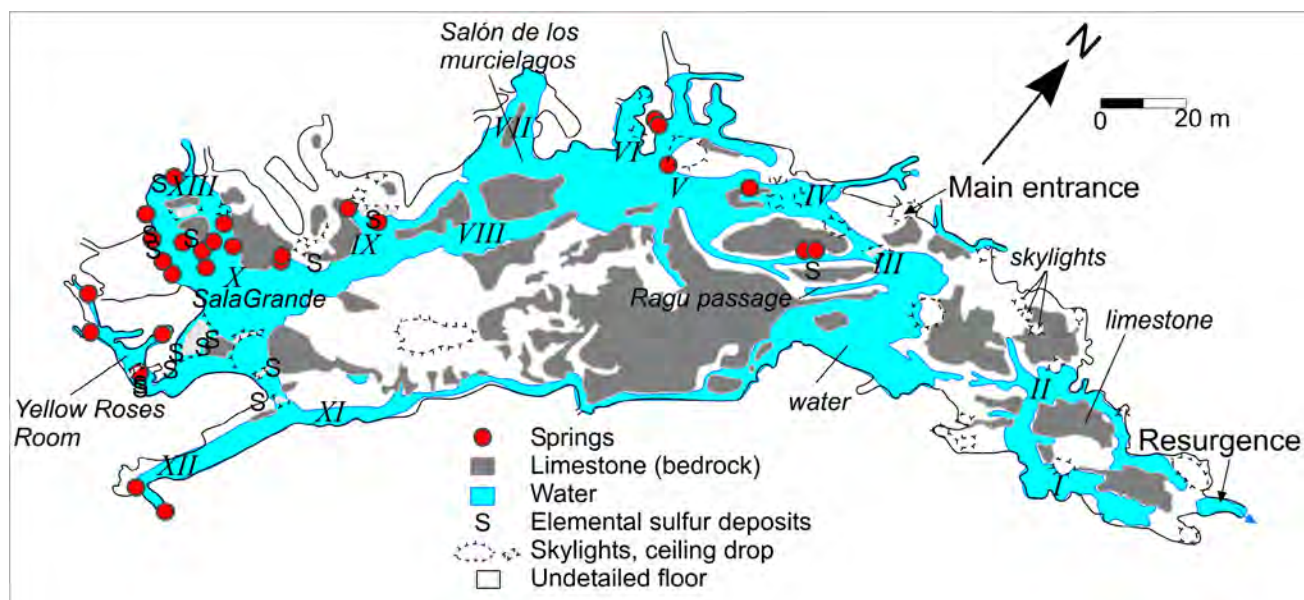 Salón de los
murcielagos
N
0 20 m
VII
VI
V
IV
Main entrance
S
XIII
S
IX
VIII
III
skylights
S
S
S
X
S
SalaGrande
S
Ragu passage
limestone
S
S
S
S
S
S
S
II
Yellow Roses
Room
S
XI
water
Resurgence
XII
I
Springs
Limestone (bedrock)
Water
S Elemental sulfur deposits
Skylights, ceiling drop
Undetailed floor